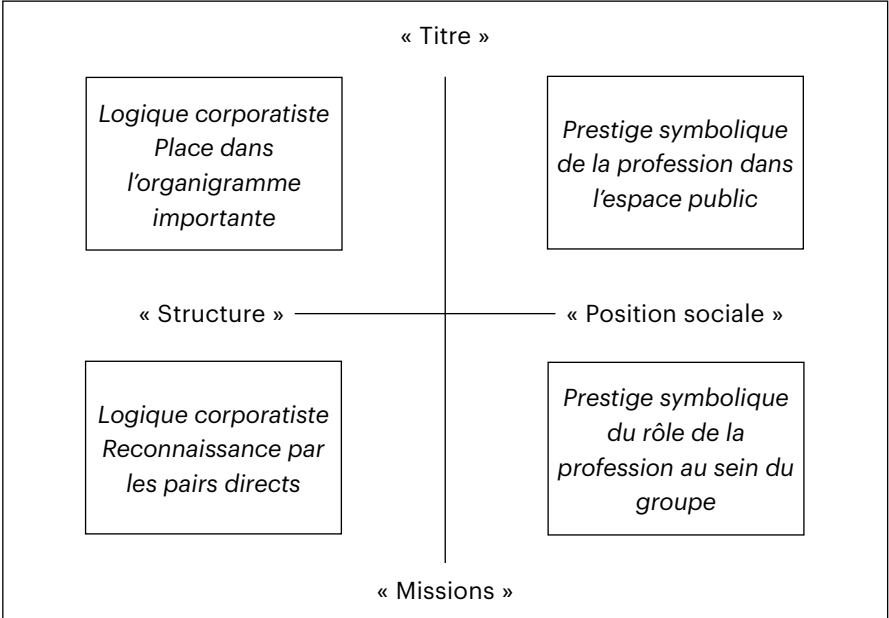 « Titre »
Logique corporatiste
Place dans
l’organigramme
importante
Prestige symbolique
de la profession dans
l’espace public
« Structure »
« Position sociale »
Logique corporatiste
Reconnaissance par
les pairs directs
Prestige symbolique
du rôle de la
profession au sein du
groupe
« Missions »